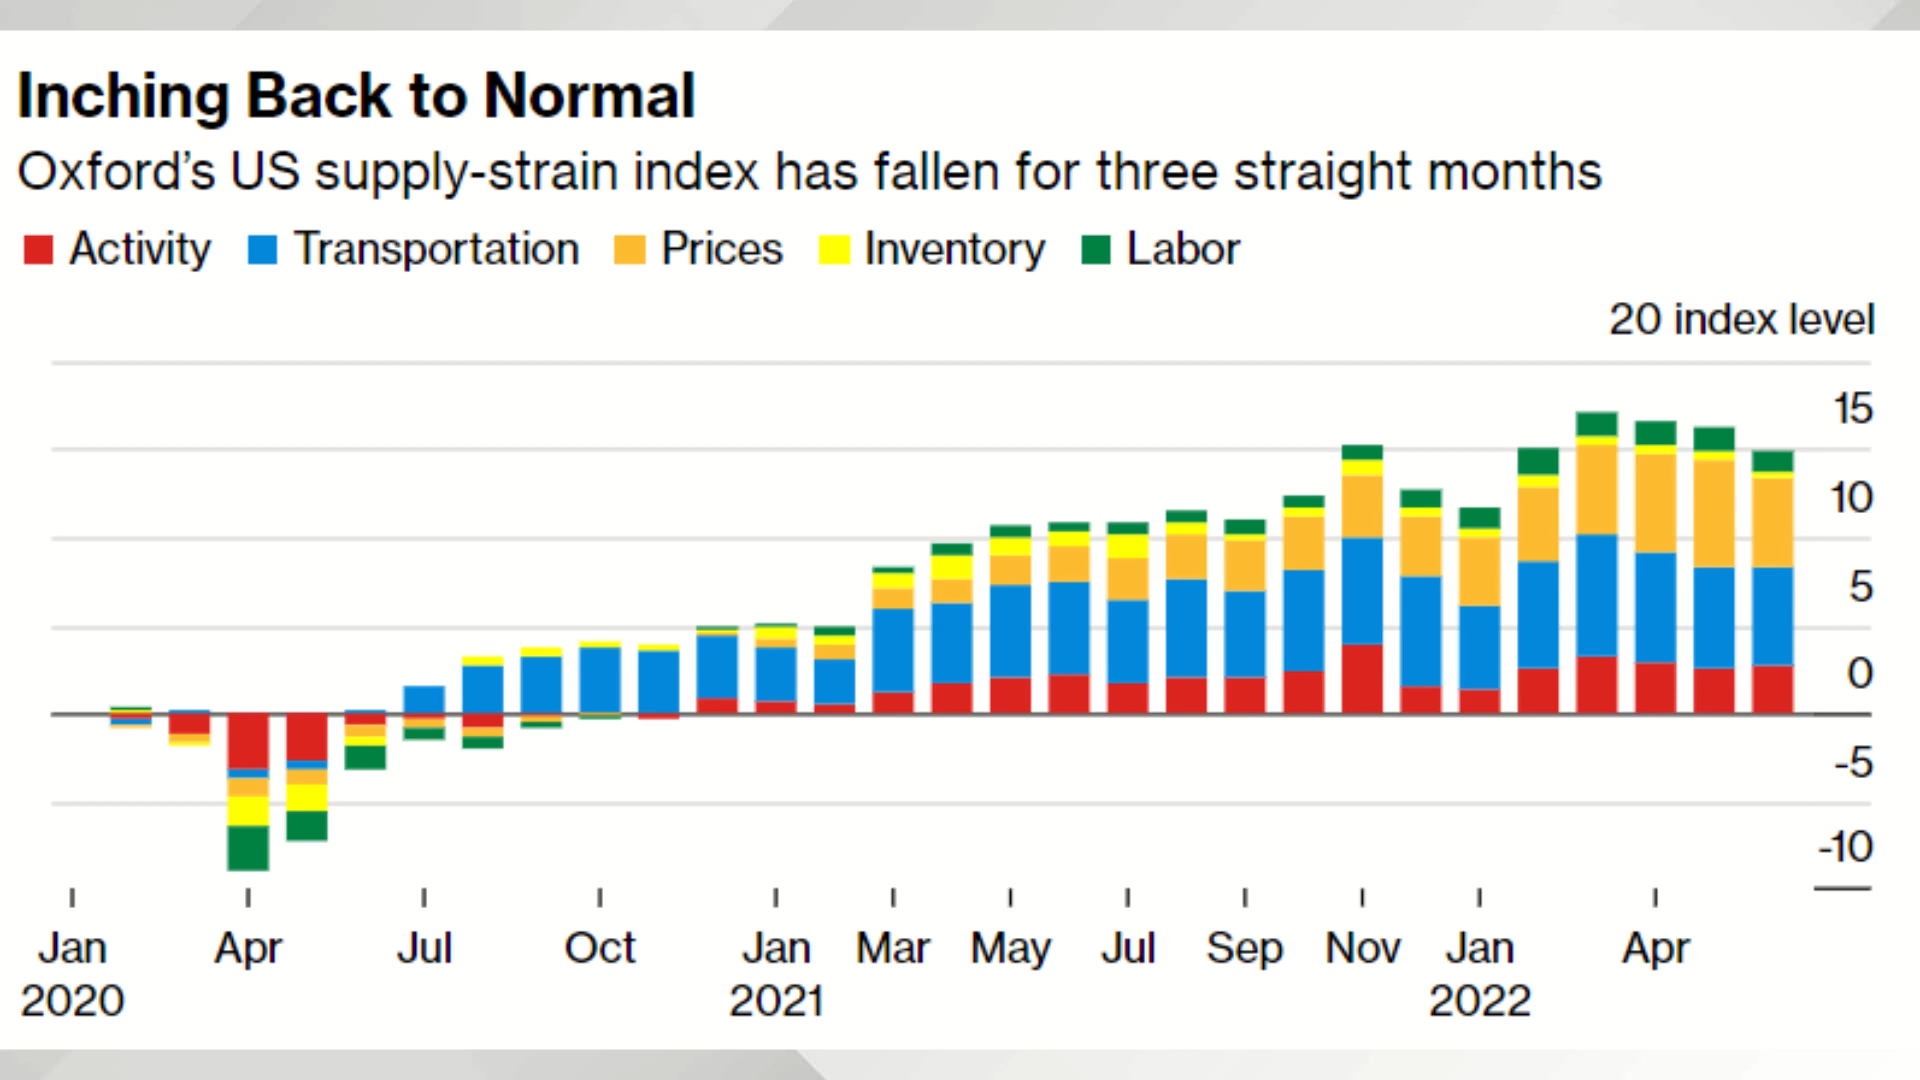 Inching Back to Normal
Oxford's US supply-strain index has fallen for three straight months
Activity Transportation Prices Inventory Labor
20 index level
15
10
5
0
-5
-10
Jan Apr Jul Oct Jan Mar May Jul Sep Nov Jan Apr
2020 2021 2022